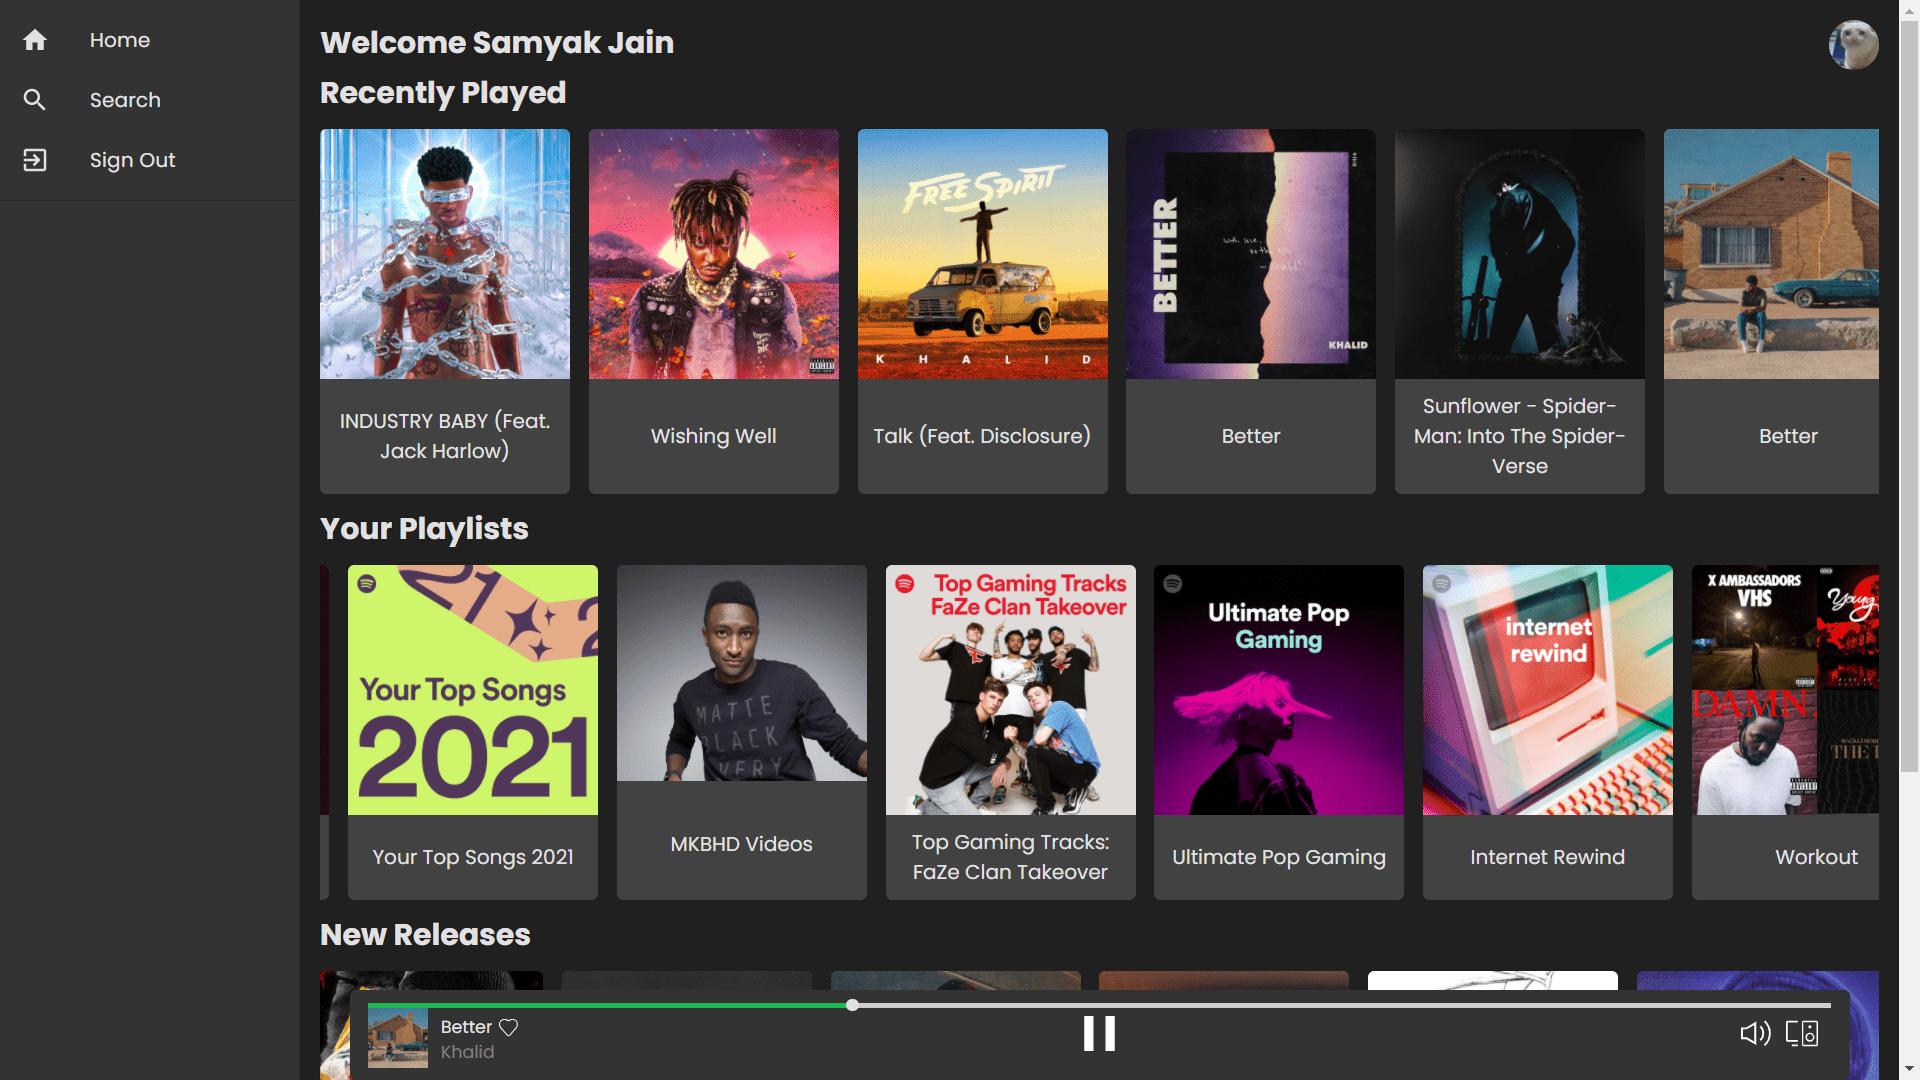 Home
Search
Sign Out
Welcome Samyak Jain
Recently Played
FREE SPIRIT
KHALID
BETTER
KHALID
INDUSTRY BABY (Feat.
Jack Harlow)
Wishing Well
Talk (Feat. Disclosure)
Better
Sunflower - Spider-
Man: Into The Spider-
Verse
Better
Your Playlists
21
Your Top Songs
2021
MATTE
BLACK
Top Gaming Tracks
FaZe Clan Takeover
Ultimate Pop
Gaming
internet
rewind
X AMBASSADORS
VHS
Young
DAMN.
Your Top Songs 2021
MKBHD Videos
Top Gaming Tracks:
FaZe Clan Takeover
Ultimate Pop Gaming
Internet Rewind
Workout
New Releases
Better
Khalid